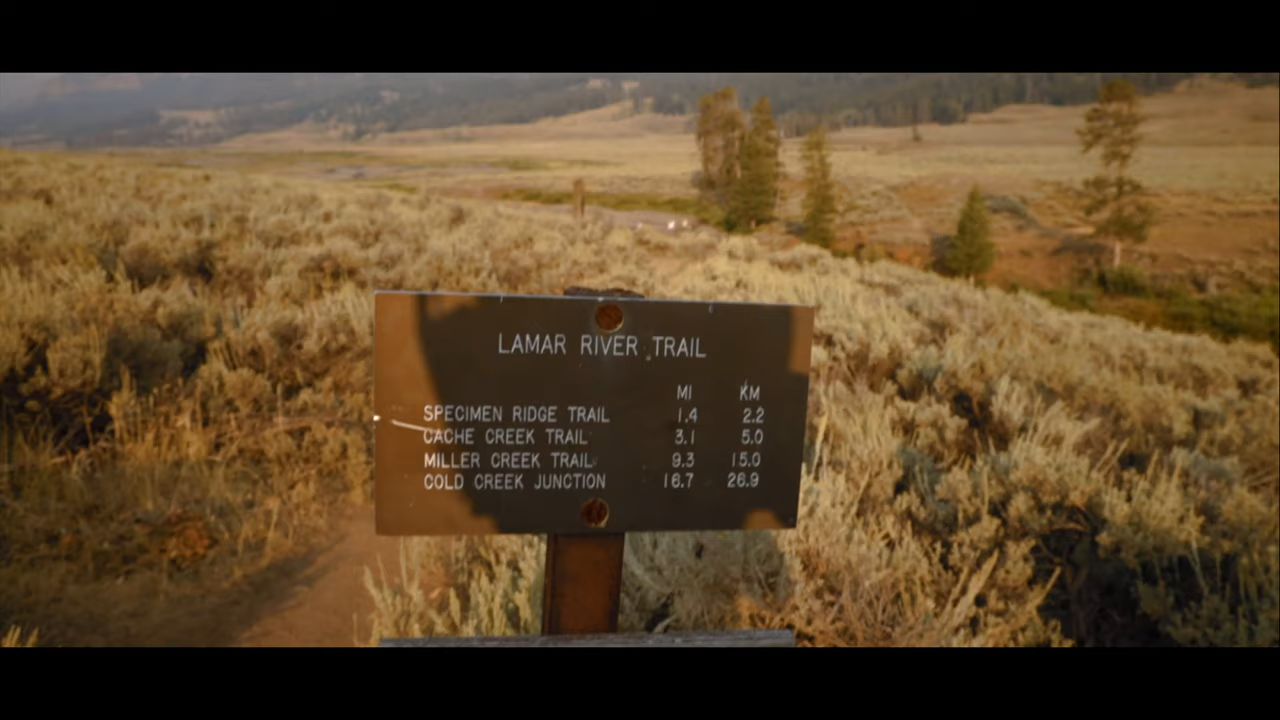 LAMAR RIVER TRAIL
MI KM
SPECIMEN RIDGE TRAIL 1.4 2.2
CACHE CREEK TRAIL 3.1 5.0
MILLER CREEK TRAIL 9.3 15.0
COLD CREEK JUNCTION 16.7 26.9